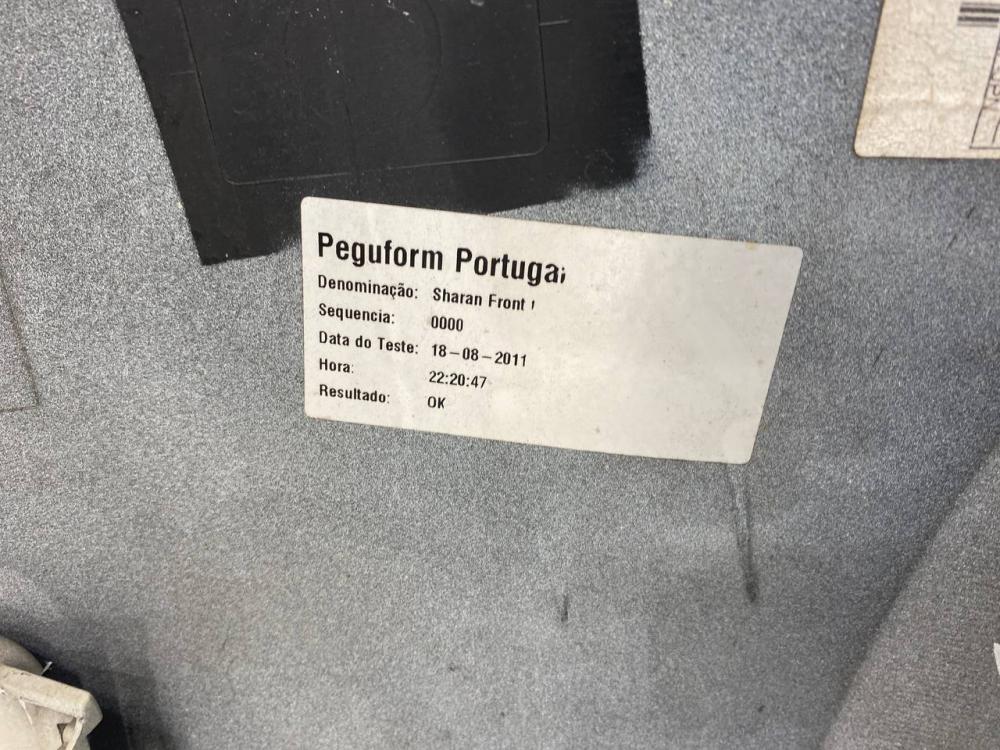 Peguform Portugal
Denominação: Sharan Front
Sequencia: 0000
Data do Teste: 18-08-2011
Hora: 22:20:47
Resultado: OK